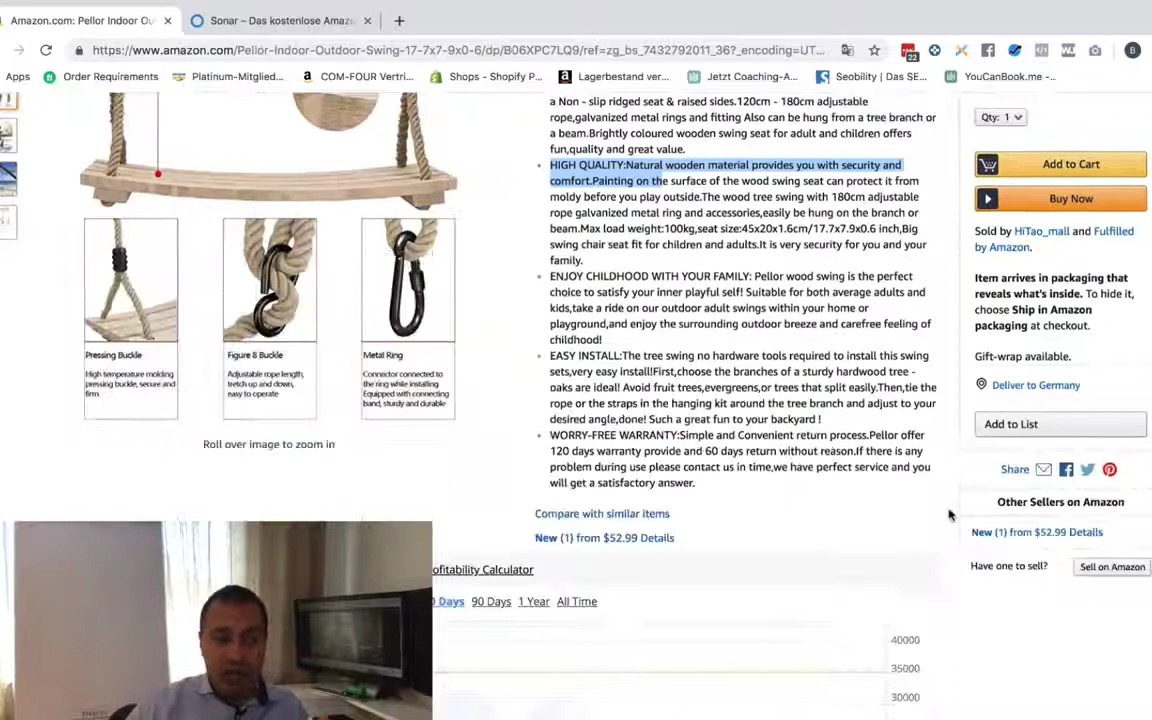 Amazon.com: Pellor Indoor Ou
Sonar – Das kostenlose Amazo
https://www.amazon.com/Pellor-Indoor-Outdoor-Swing-17-7x7-9x0-6/dp/B06XPC7LQ9/ref=zg_bs_7432792011_36?_encoding=UT...
22
B
Apps
Order Requirements
Platinum-Mitglied...
COM-FOUR Vertri...
Shops - Shopify P...
Lagerbestand ver...
Jetzt Coaching-A...
Seobility | Das SE...
YouCanBook.me -...
a Non - slip ridged seat & raised sides.120cm - 180cm adjustable
rope,galvanized metal rings and fitting Also can be hung from a tree branch or
a beam.Brightly coloured wooden swing seat for adult and children offers
fun,quality and great value.
HIGH QUALITY:Natural wooden material provides you with security and
comfort.Painting on the surface of the wood swing seat can protect it from
moldy before you play outside.The wood tree swing with 180cm adjustable
rope galvanized metal ring and accessories,easily be hung on the branch or
beam.Max load weight:100kg,seat size:45x20x1.6cm/17.7x7.9x0.6 inch,Big
swing chair seat fit for children and adults.It is very security for you and your
family.
ENJOY CHILDHOOD WITH YOUR FAMILY: Pellor wood swing is the perfect
choice to satisfy your inner playful self! Suitable for both average adults and
kids,take a ride on our outdoor adult swings within your home or
playground,and enjoy the surrounding outdoor breeze and carefree feeling of
childhood!
EASY INSTALL:The tree swing no hardware tools required to install this swing
sets,very easy install!First,choose the branches of a sturdy hardwood tree -
oaks are ideal! Avoid fruit trees,evergreens,or trees that split easily.Then,tie the
rope or the straps in the hanging kit around the tree branch and adjust to your
desired angle,done! Such a great fun to your backyard !
WORRY-FREE WARRANTY:Simple and Convenient return process.Pellor offer
120 days warranty provide and 60 days return without reason.If there is any
problem during use please contact us in time,we have perfect service and you
will get a satisfactory answer.
Compare with similar items
New (1) from $52.99 Details
Pressing Buckle
High temperature molding
pressing buckle, secure and
firm.
Figure 8 Buckle
Adjustable rope length,
tretch up and down,
easy to operate
Metal Ring
Connector connected to
the ring while installing
Equipped with connecting
band, sturdy and durable
Roll over image to zoom in
Qty: 1
Add to Cart
Buy Now
Sold by HiTao_mall and Fulfilled
by Amazon.
Item arrives in packaging that
reveals what's inside. To hide it,
choose Ship in Amazon
packaging at checkout.
Gift-wrap available.
Deliver to Germany
Add to List
Share
Other Sellers on Amazon
New (1) from $52.99 Details
Have one to sell?
Sell on Amazon
ofitability Calculator
0 Days
90 Days
1 Year
All Time
40000
35000
30000